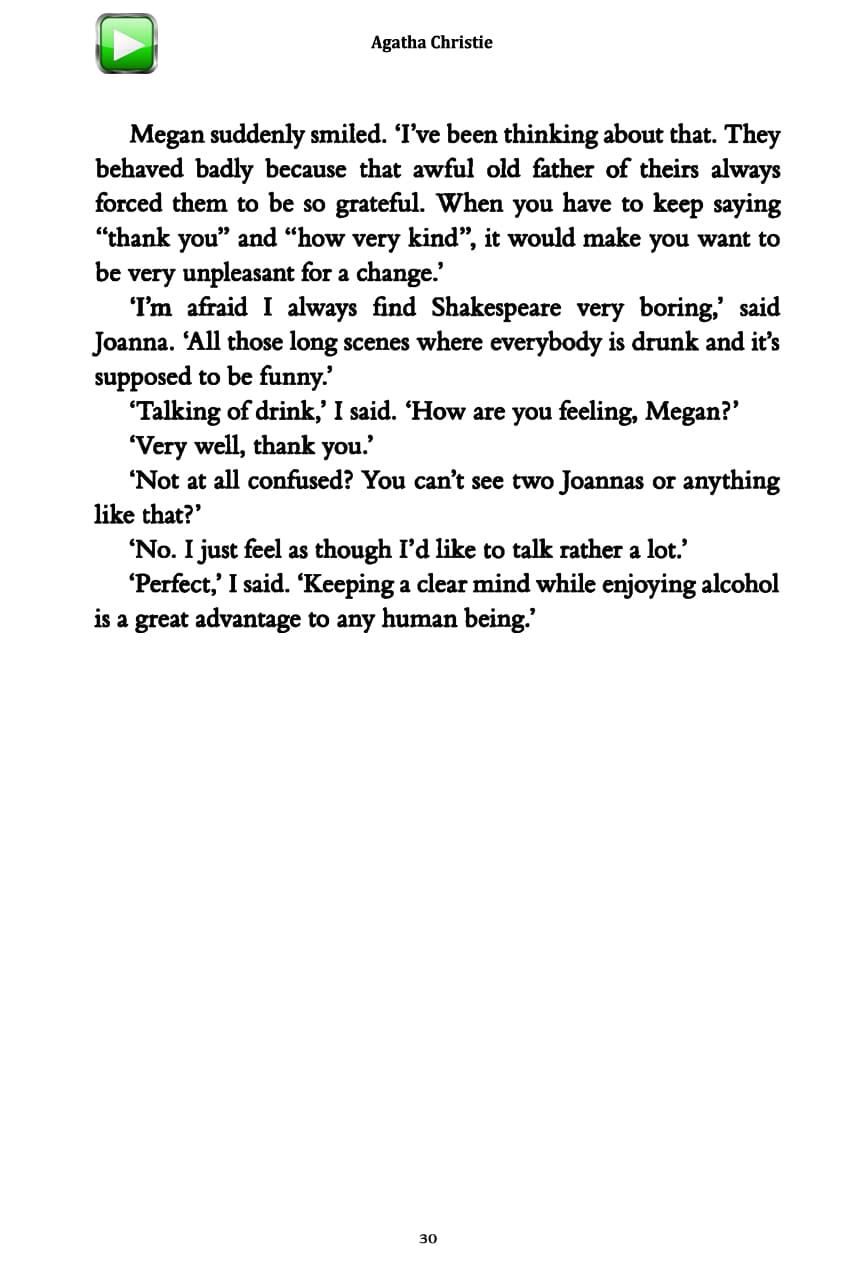 Agatha Christie
Megan suddenly smiled. ‘I’ve been thinking about that. They
behaved badly because that awful old father of theirs always
forced them to be so grateful. When you have to keep saying
“thank you” and “how very kind”, it would make you want to
be very unpleasant for a change.’
‘I’m afraid I always find Shakespeare very boring,’ said
Joanna. ‘All those long scenes where everybody is drunk and it’s
supposed to be funny.’
‘Talking of drink,’ I said. ‘How are you feeling, Megan?’
‘Very well, thank you.’
‘Not at all confused? You can’t see two Joannas or anything
like that?’
‘No. I just feel as though I’d like to talk rather a lot.’
‘Perfect,’ I said. ‘Keeping a clear mind while enjoying alcohol
is a great advantage to any human being.’
30